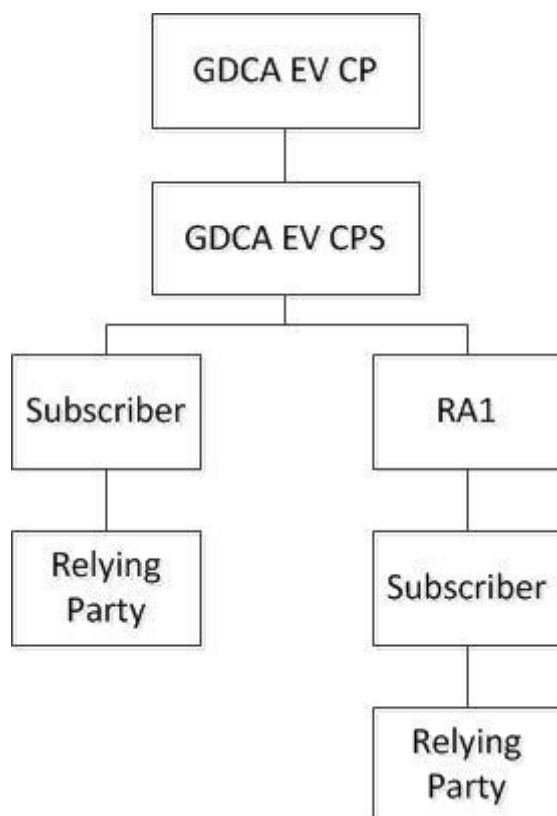 GDCA EV CP
GDCA EV CPS
Subscriber
RA1
Relying
Party
Subscriber
Relying
Party